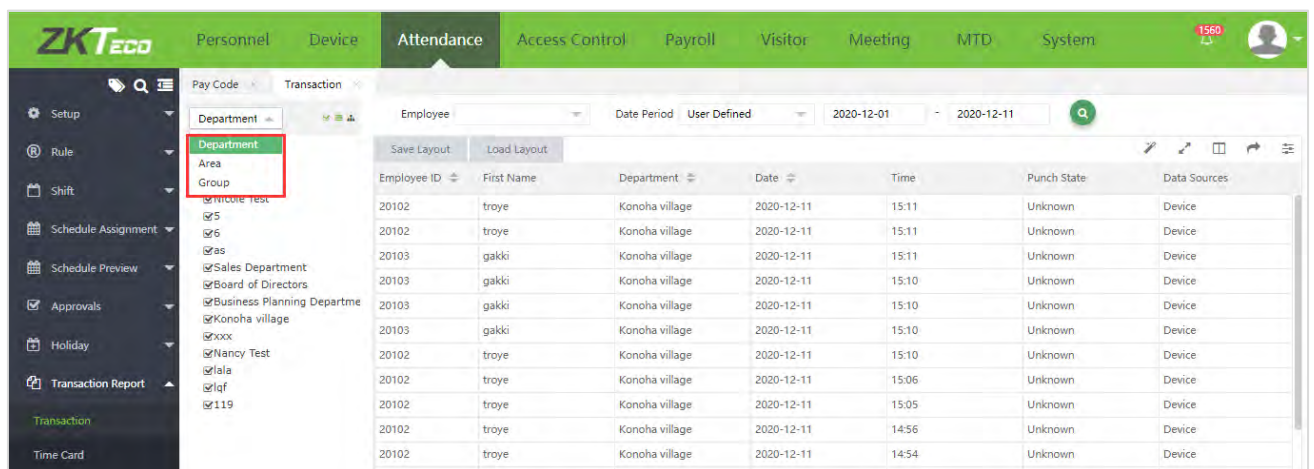 ZKTeco Personnel Device Attendance Access Control Payroll Visitor Meeting MTD System 1560
Pay Code Transaction
Setup
Rule
Shift
Schedule Assignment
Schedule Preview
Approvals
Holiday
Transaction Report
Transaction
Time Card
Department
Department
Area
Group
Nicole Test
5
6
as
Sales Department
Board of Directors
Business Planning Departme
Konoha village
xxx
Nancy Test
lala
lqf
119
Employee Date Period User Defined 2020-12-01 - 2020-12-11
Save Layout Load Layout
Employee ID First Name Department Date Time Punch State Data Sources
20102 troye Konoha village 2020-12-11 15:11 Unknown Device
20102 troye Konoha village 2020-12-11 15:11 Unknown Device
20103 gakki Konoha village 2020-12-11 15:11 Unknown Device
20103 gakki Konoha village 2020-12-11 15:10 Unknown Device
20103 gakki Konoha village 2020-12-11 15:10 Unknown Device
20103 gakki Konoha village 2020-12-11 15:10 Unknown Device
20102 troye Konoha village 2020-12-11 15:10 Unknown Device
20102 troye Konoha village 2020-12-11 15:06 Unknown Device
20102 troye Konoha village 2020-12-11 15:05 Unknown Device
20102 troye Konoha village 2020-12-11 14:56 Unknown Device
20102 troye Konoha village 2020-12-11 14:54 Unknown Device